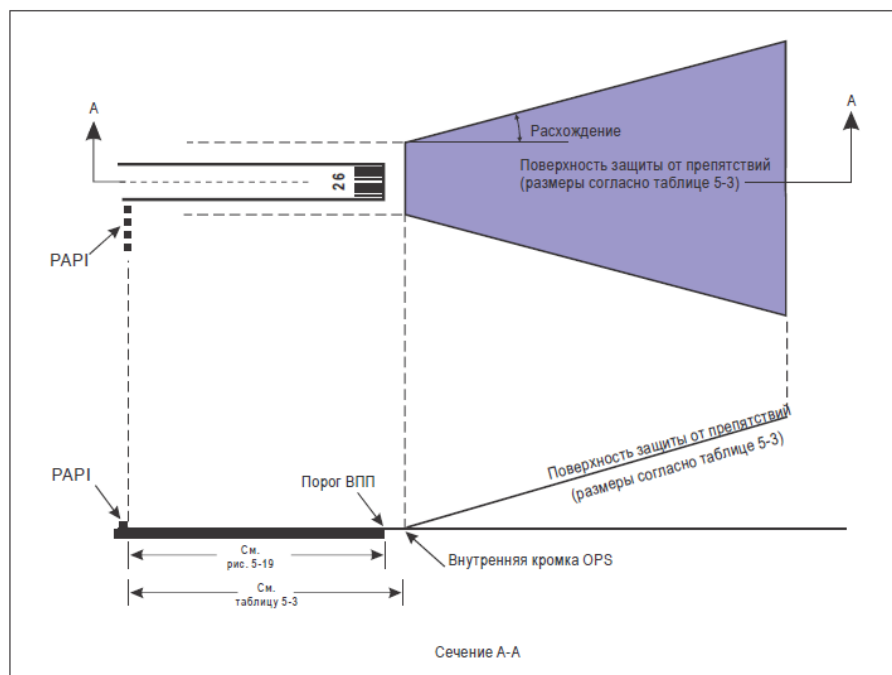 A
A
Расхождение
Поверхность защиты от препятствий
(размеры согласно таблице 5-3)
26
PAPI
Поверхность защиты от препятствий
(размеры согласно таблице 5-3)
PAPI
Порог ВПП
См.
рис. 5-19
Внутренняя кромка OPS
См.
таблицу 5-3
Сечение А-А